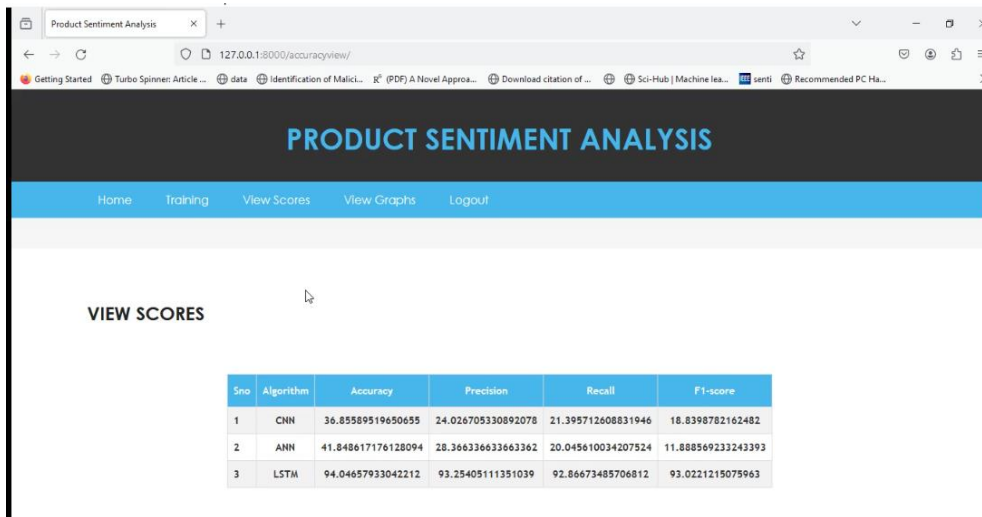 Product Sentiment Analysis
127.0.0.1:8000/accuracyview/
Getting Started Turbo Spinner: Article ... data Identification of Malici... (PDF) A Novel Approa... Download citation of ... Sci-Hub | Machine lea... IEEE senti Recommended PC Ha...
PRODUCT SENTIMENT ANALYSIS
Home Training View Scores View Graphs Logout
VIEW SCORES
Sno Algorithm Accuracy Precision Recall F1-score
1 CNN 36.85589519650655 24.026705330892078 21.395712608831946 18.8398782162482
2 ANN 41.848617176128094 28.366336633663362 20.045610034207524 11.888569233243393
3 LSTM 94.04657933042212 93.25405111351039 92.86673485706812 93.0221215075963